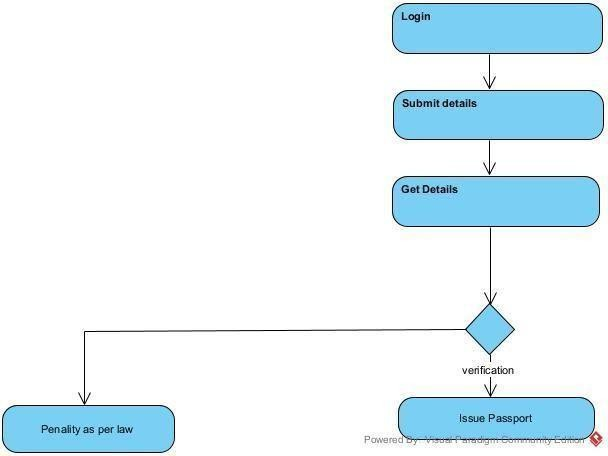 Login
Submit details
Get Details
verification
Penality as per law
Issue Passport
Powered By Visual Paradigm Community Edition